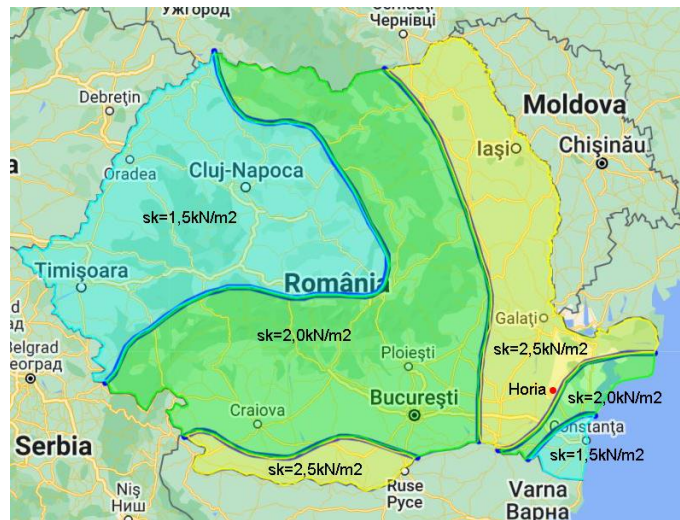 Ужгород
Чернівці
Debrețin
Moldova
Iași
Chișinău
Oradea
Cluj-Napoca
sk=1,5kN/m2
Timișoara
România
Galați
sk=2,0kN/m2
sk=2,5kN/m2
Belgrad
Београд
Ploiești
Horia
sk=2,0kN/m2
București
Craiova
Constanța
Serbia
sk=2,5kN/m2
sk=1,5kN/m2
Ruse
Русе
Niš
Ниш
Varna
Варна